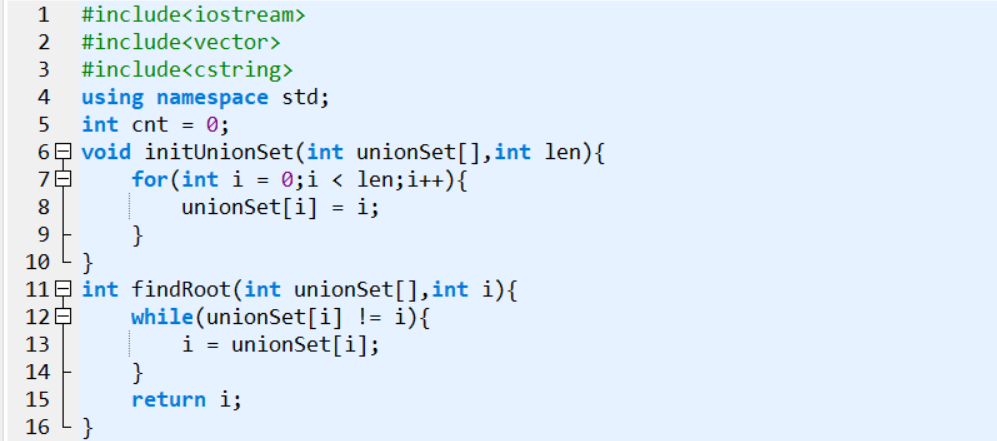 1 #include<iostream>
2 #include<vector>
3 #include<cstring>
4 using namespace std;
5 int cnt = 0;
6 void initUnionSet(int unionSet[],int len){
7     for(int i = 0;i < len;i++){
8         unionSet[i] = i;
9     }
10 }
11 int findRoot(int unionSet[],int i){
12     while(unionSet[i] != i){
13         i = unionSet[i];
14     }
15     return i;
16 }